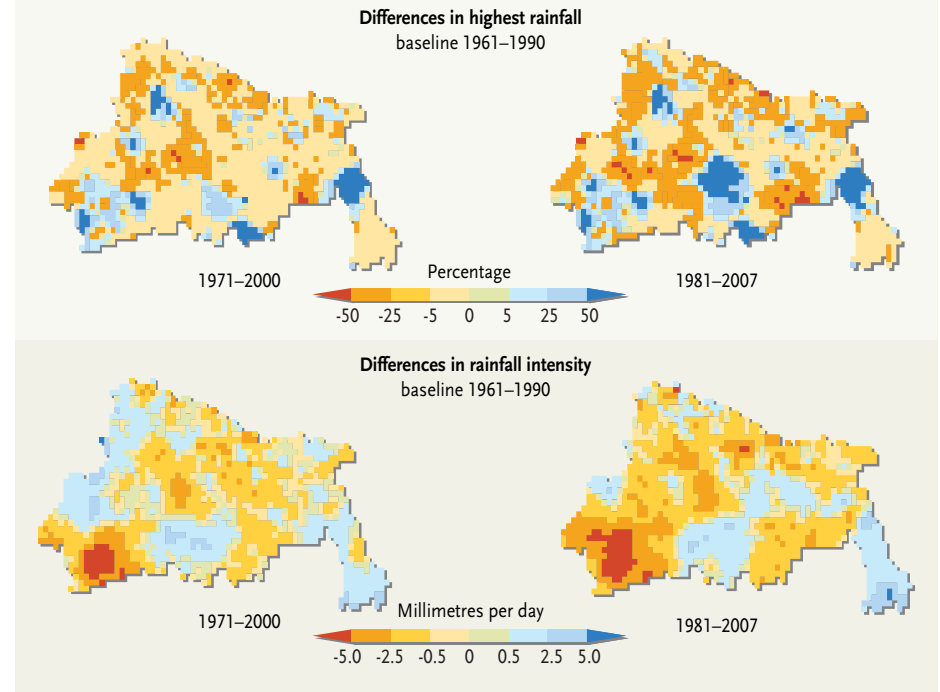 Differences in highest rainfall
baseline 1961–1990
1971–2000
Percentage
1981–2007
-50 -25 -5 0 5 25 50
Differences in rainfall intensity
baseline 1961–1990
1971–2000
Millimetres per day
1981–2007
-5.0 -2.5 -0.5 0 0.5 2.5 5.0